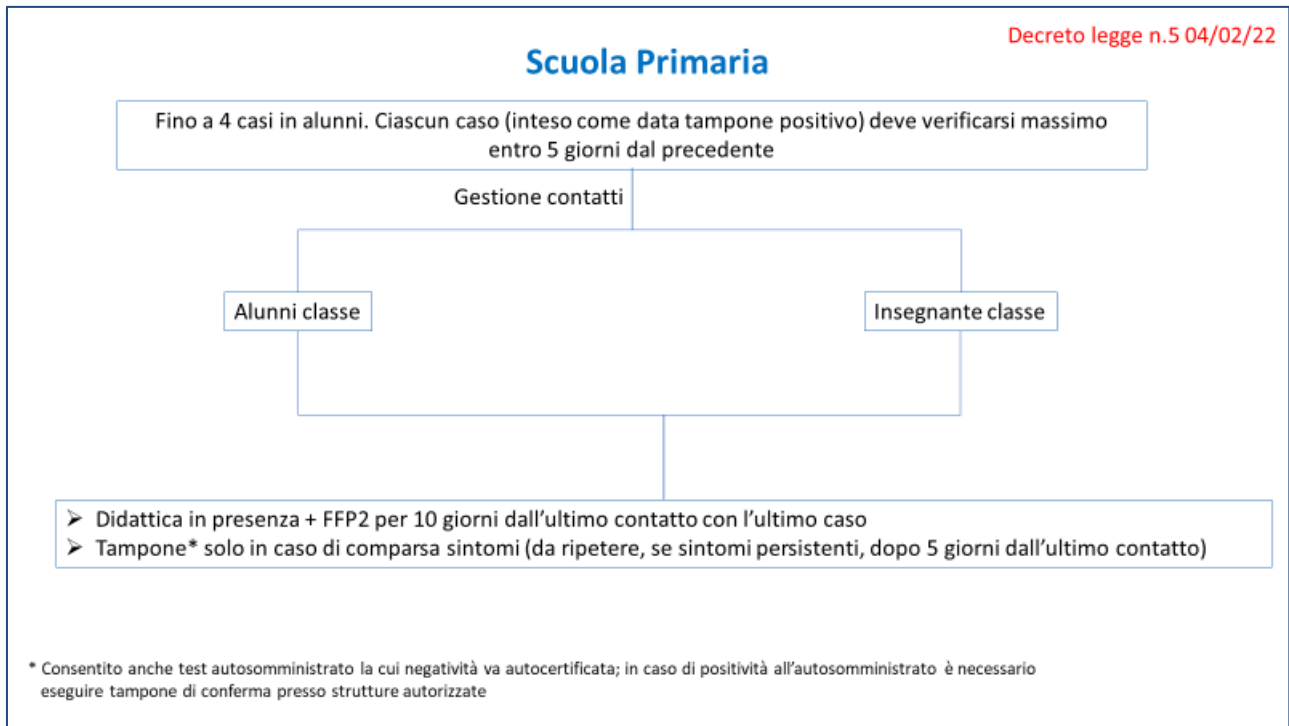 Decreto legge n.5 04/02/22
Scuola Primaria
Fino a 4 casi in alunni. Ciascun caso (inteso come data tampone positivo) deve verificarsi massimo
entro 5 giorni dal precedente
Gestione contatti
Alunni classe
Insegnante classe
➢ Didattica in presenza + FFP2 per 10 giorni dall’ultimo contatto con l’ultimo caso
➢ Tampone* solo in caso di comparsa sintomi (da ripetere, se sintomi persistenti, dopo 5 giorni dall’ultimo contatto)
* Consentito anche test autosomministrato la cui negatività va autocertificata; in caso di positività all’autosomministrato è necessario
eseguire tampone di conferma presso strutture autorizzate